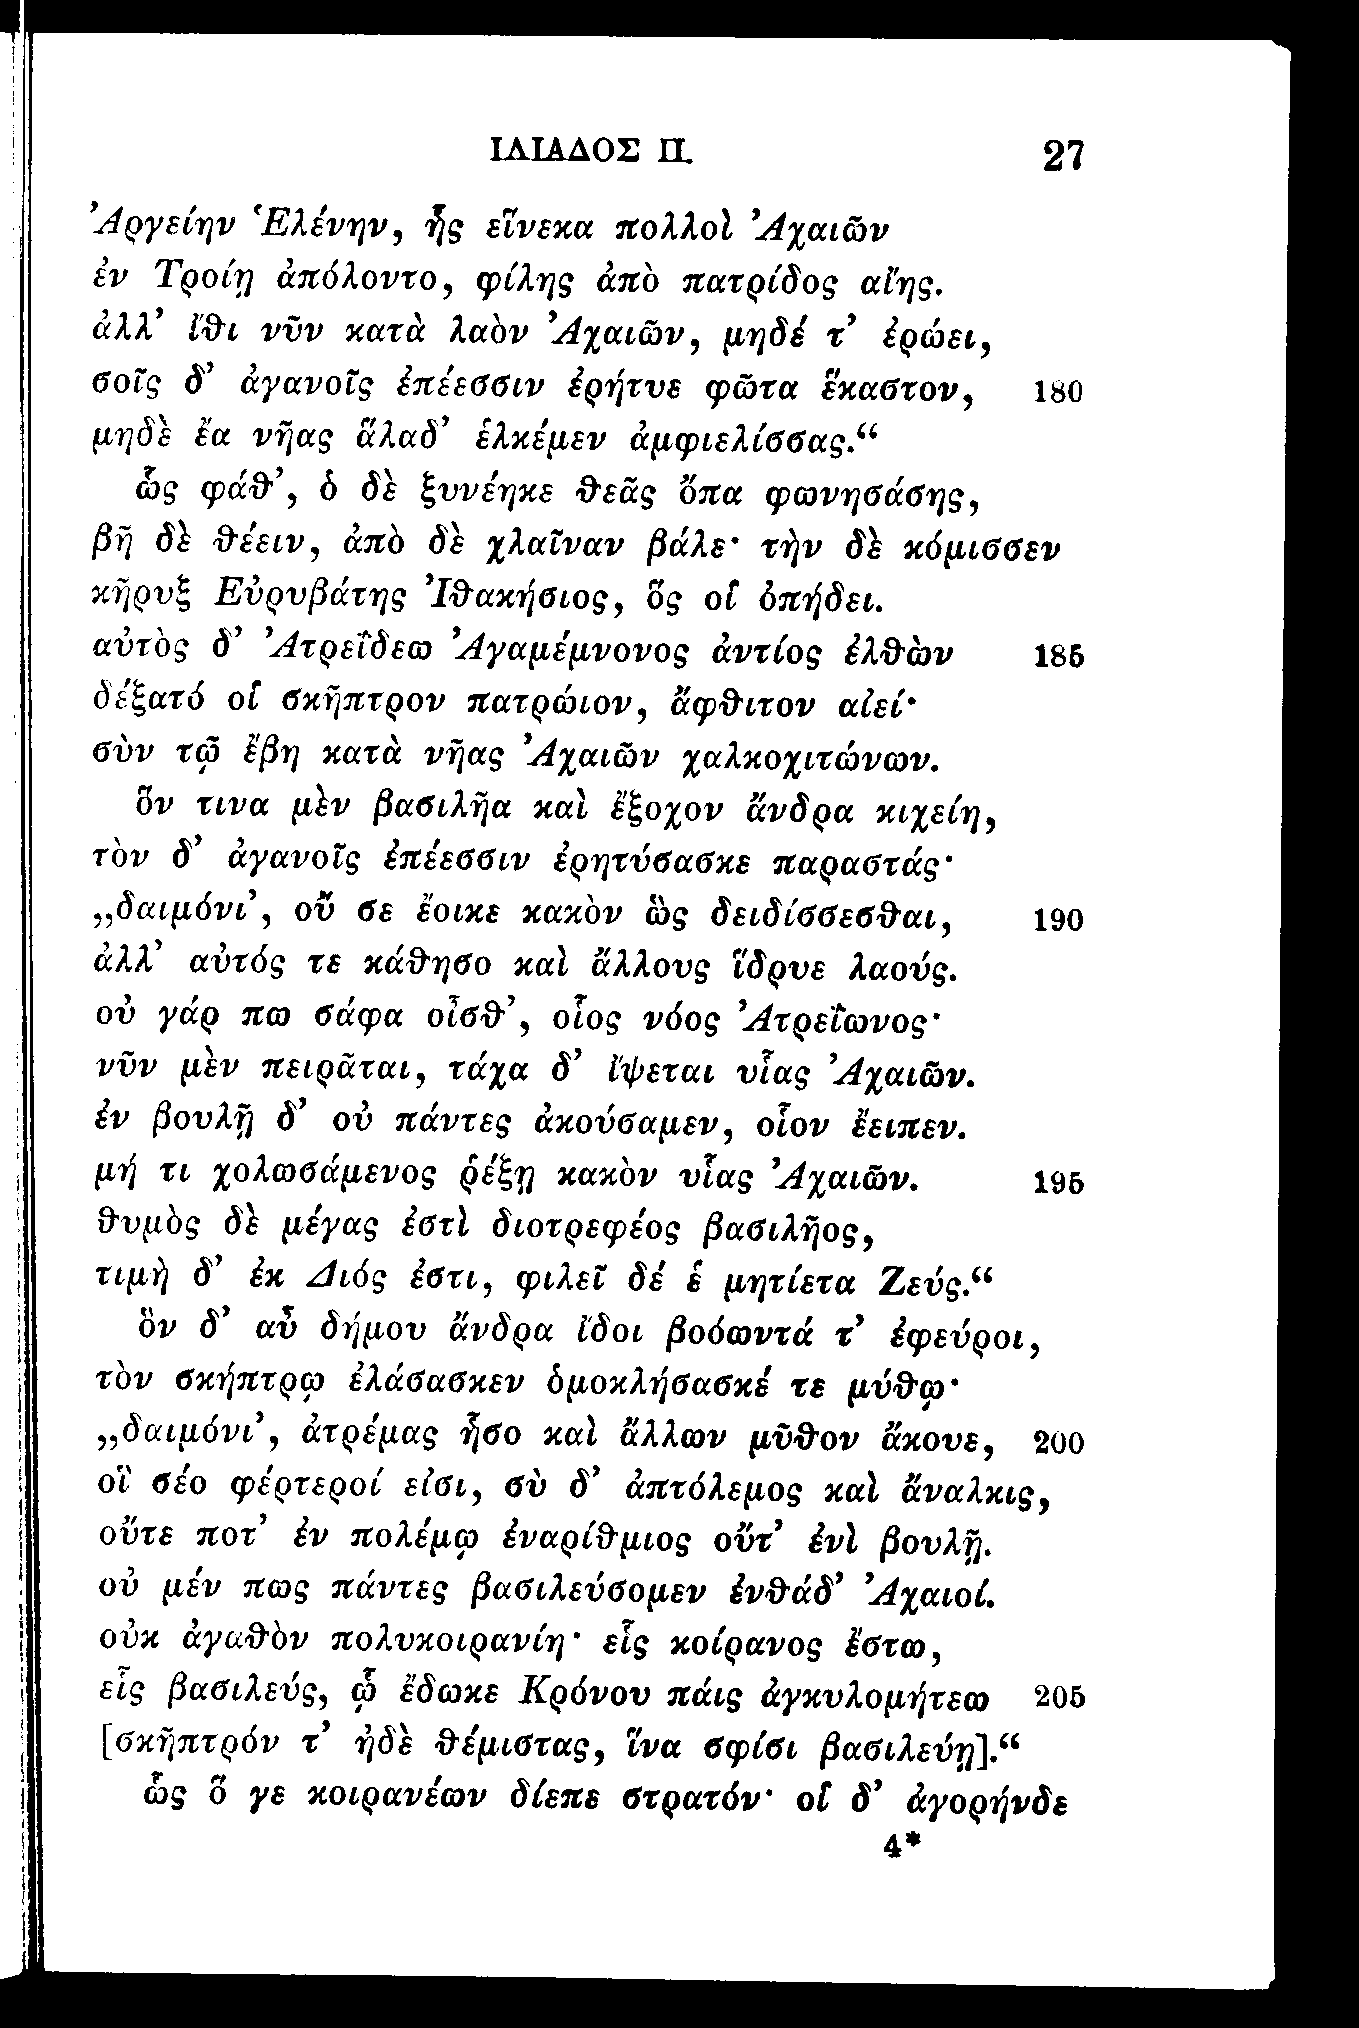 ΙΛΙΑΔΟΣ II. 27
Ἀργείην Ἑλένην, ἧς εἵνεκα πολλοὶ Ἀχαιῶν
ἐν Τροίῃ ἀπόλοντο, φίλης ἀπὸ πατρίδος αἴης.
ἀλλ’ ἴθι νῦν κατὰ λαὸν Ἀχαιῶν, μηδέ τ’ ἐρώει,
σοῖς δ’ ἀγανοῖς ἐπέεσσιν ἐρήτυε φῶτα ἕκαστον, 180
μηδὲ ἔα νῆας ἅλαδ’ ἑλκέμεν ἀμφιελίσσας.“
ὣς φάθ’, ὁ δὲ ξυνέηκε θεᾶς ὄπα φωνησάσης,
βῆ δὲ θέειν, ἀπὸ δὲ χλαῖναν βάλε· τὴν δὲ κόμισσεν
κῆρυξ Εὐρυβάτης Ἰθακήσιος, ὅς οἱ ὀπήδει.
αὐτὸς δ’ Ἀτρεΐδεω Ἀγαμέμνονος ἀντίος ἐλθὼν 185
δέξατό οἱ σκῆπτρον πατρώιον, ἄφθιτον αἰεί·
σὺν τῷ ἔβη κατὰ νῆας Ἀχαιῶν χαλκοχιτώνων.
ὅν τινα μὲν βασιλῆα καὶ ἔξοχον ἄνδρα κιχείη,
τὸν δ’ ἀγανοῖς ἐπέεσσιν ἐρητύσασκε παραστάς·
„δαιμόνι’, οὔ σε ἔοικε κακὸν ὣς δειδίσσεσθαι, 190
ἀλλ’ αὐτός τε κάθησο καὶ ἄλλους ἵδρυε λαούς.
οὐ γάρ πω σάφα οἶσθ’, οἷος νόος Ἀτρεΐωνος·
νῦν μὲν πειρᾶται, τάχα δ’ ἴψεται υἷας Ἀχαιῶν.
ἐν βουλῇ δ’ οὐ πάντες ἀκούσαμεν, οἷον ἔειπεν.
μή τι χολωσάμενος ῥέξῃ κακὸν υἷας Ἀχαιῶν. 195
θυμὸς δὲ μέγας ἐστὶ διοτρεφέος βασιλῆος,
τιμὴ δ’ ἐκ Διός ἐστι, φιλεῖ δέ ἑ μητίετα Ζεύς.“
ὃν δ’ αὖ δήμου ἄνδρα ἴδοι βοόωντά τ’ ἐφεύροι,
τὸν σκήπτρῳ ἐλάσασκεν ὁμοκλήσασκέ τε μύθῳ·
„δαιμόνι’, ἀτρέμας ἧσο καὶ ἄλλων μῦθον ἄκουε, 200
οἳ σέο φέρτεροί εἰσι, σὺ δ’ ἀπτόλεμος καὶ ἄναλκις,
οὔτε ποτ’ ἐν πολέμῳ ἐναρίθμιος οὔτ’ ἐνὶ βουλῇ.
οὐ μέν πως πάντες βασιλεύσομεν ἐνθάδ’ Ἀχαιοί.
οὐκ ἀγαθὸν πολυκοιρανίη· εἷς κοίρανος ἔστω,
εἷς βασιλεύς, ᾧ ἔδωκε Κρόνου πάις ἀγκυλομήτεω 205
[σκῆπτρόν τ’ ἠδὲ θέμιστας, ἵνα σφίσι βασιλεύῃ].“
ὣς ὅ γε κοιρανέων δίεπε στρατόν· οἱ δ’ ἀγορήνδε
4*